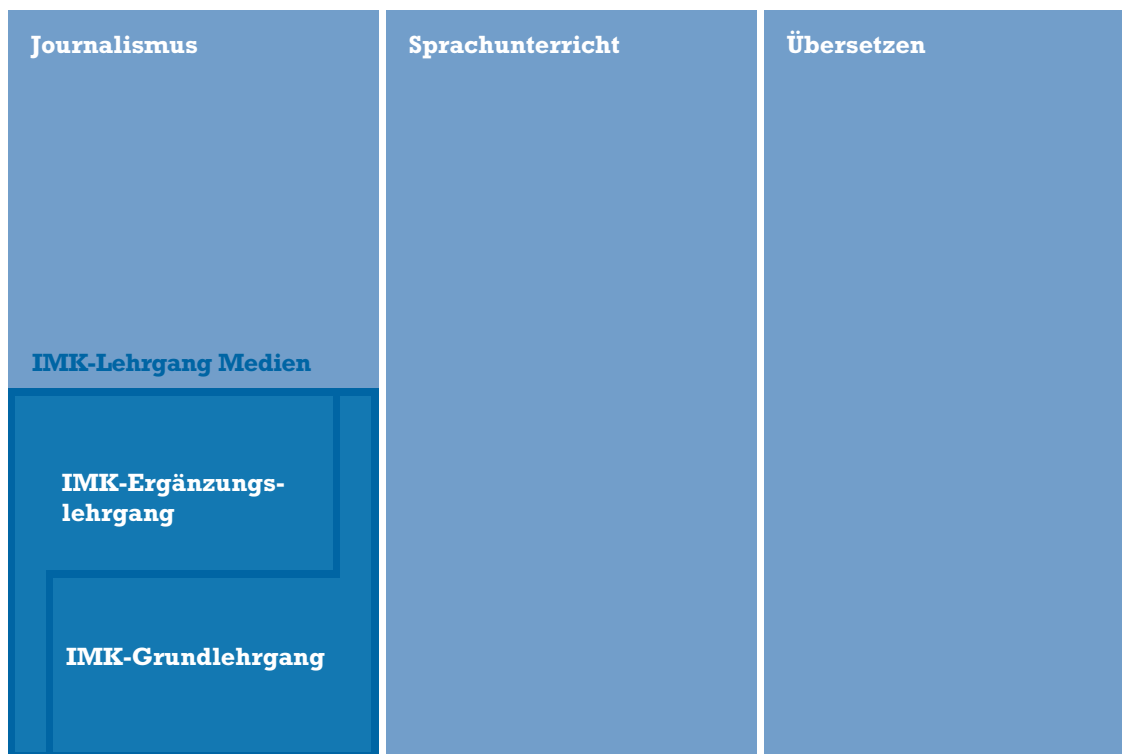 Journalismus
Sprachunterricht
Übersetzen
IMK-Lehrgang Medien
IMK-Ergänzungs-
lehrgang
IMK-Grundlehrgang